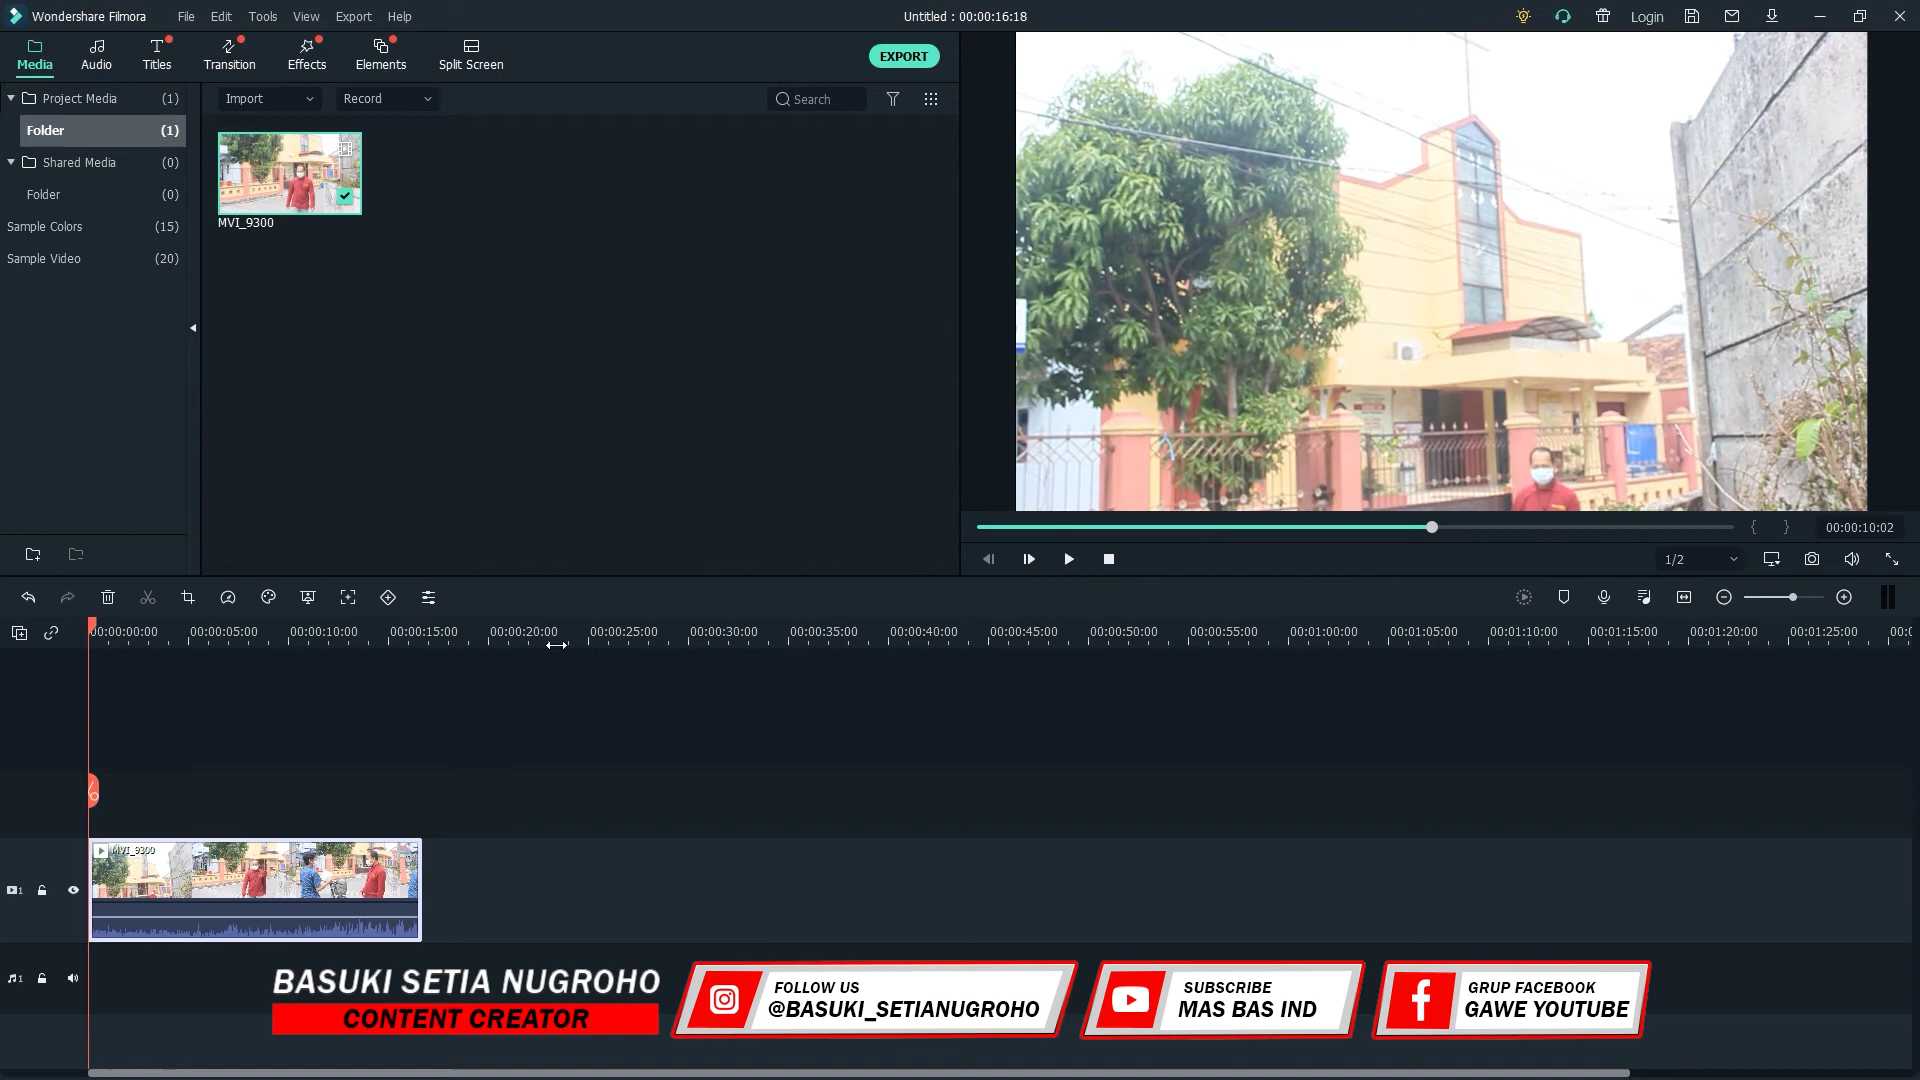 Wondershare Filmora
File
Edit
Tools
View
Export
Help
Untitled : 00:00:16:18
Login
Media
Audio
Titles
Transition
Effects
Elements
Split Screen
EXPORT
Project Media (1)
Folder (1)
Shared Media (0)
Folder (0)
Sample Colors (15)
Sample Video (20)
Import
Record
Search
MVI_9300
{ }
00:00:10:02
1/2
00:00:00:00
00:00:05:00
00:00:10:00
00:00:15:00
00:00:20:00
00:00:25:00
00:00:30:00
00:00:35:00
00:00:40:00
00:00:45:00
00:00:50:00
00:00:55:00
00:01:00:00
00:01:05:00
00:01:10:00
00:01:15:00
00:01:20:00
00:01:25:00
MVI_9300
1
1
BASUKI SETIA NUGROHO
CONTENT CREATOR
FOLLOW US
@BASUKI_SETIANUGROHO
SUBSCRIBE
MAS BAS IND
GRUP FACEBOOK
GAWE YOUTUBE